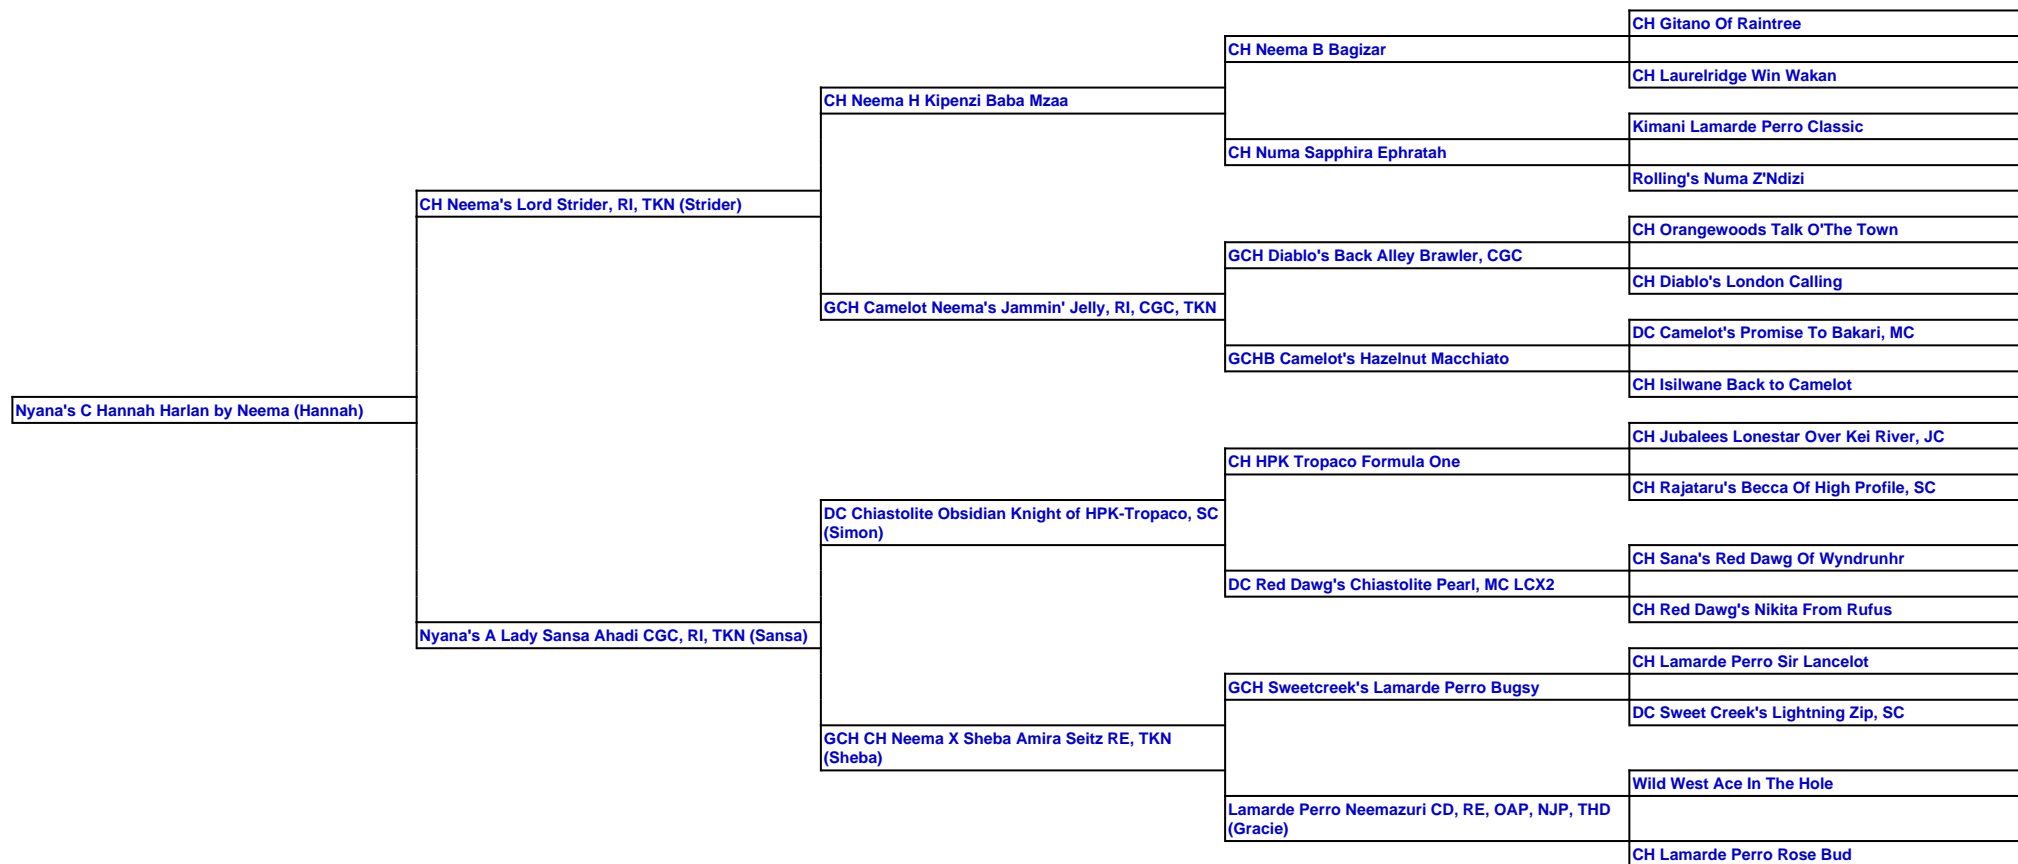 CH Gitano Of Raintree
CH Neema B Bagizar
CH Laurelridge Win Wakan
CH Neema H Kipenzi Baba Mzaa
Kimani Lamarde Perro Classic
CH Numa Sapphira Ephratah
Rolling's Numa Z'Ndizi
CH Neema's Lord Strider, RI, TKN (Strider)
CH Orangewoods Talk O'The Town
GCH Diablo's Back Alley Brawler, CGC
CH Diablo's London Calling
GCH Camelot Neema's Jammin' Jelly, RI, CGC, TKN
DC Camelot's Promise To Bakari, MC
GCHB Camelot's Hazelnut Macchiato
CH Isilwane Back to Camelot
Nyana's C Hannah Harlan by Neema (Hannah)
CH Jubalees Lonestar Over Kei River, JC
CH HPK Tropaco Formula One
CH Rajataru's Becca Of High Profile, SC
DC Chiastolite Obsidian Knight of HPK-Tropaco, SC
(Simon)
CH Sana's Red Dawg Of Wyndrunhr
DC Red Dawg's Chiastolite Pearl, MC LCX2
CH Red Dawg's Nikita From Rufus
Nyana's A Lady Sansa Ahadi CGC, RI, TKN (Sansa)
CH Lamarde Perro Sir Lancelot
GCH Sweetcreek's Lamarde Perro Bugsy
DC Sweet Creek's Lightning Zip, SC
GCH CH Neema X Sheba Amira Seitz RE, TKN
(Sheba)
Wild West Ace In The Hole
Lamarde Perro Neemazuri CD, RE, OAP, NJP, THD
(Gracie)
CH Lamarde Perro Rose Bud